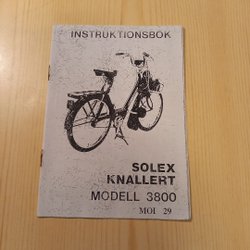 INSTRUKTIONSBOK
SOLEX
KNALLERT
MODELL 3800
MOI 29